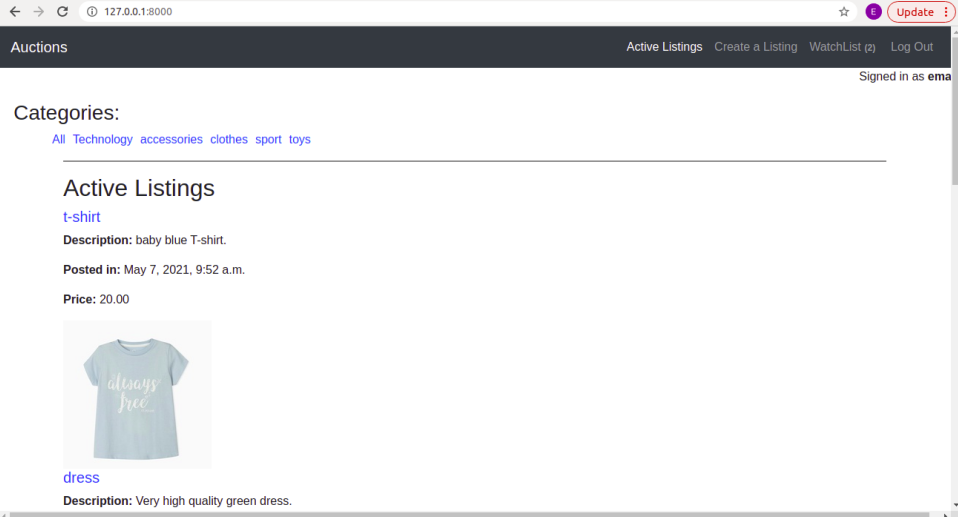 127.0.0.1:8000
E
Update
Auctions
Active Listings Create a Listing WatchList (2) Log Out
Signed in as ema
Categories:
All Technology accessories clothes sport toys
Active Listings
t-shirt
Description: baby blue T-shirt.
Posted in: May 7, 2021, 9:52 a.m.
Price: 20.00
always
free
dress
Description: Very high quality green dress.